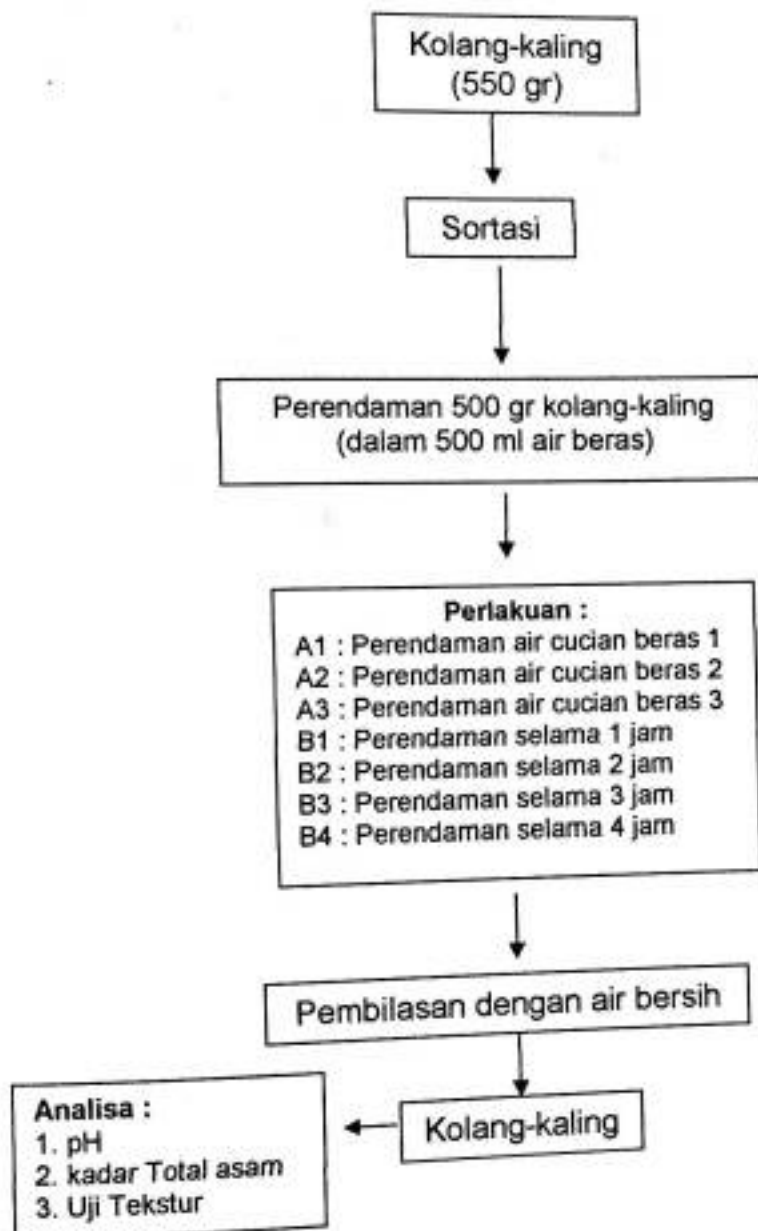 Kolang-kaling
(550 gr)
Sortasi
Perendaman 500 gr kolang-kaling
(dalam 500 ml air beras)
Perlakuan :
A1 : Perendaman air cucian beras 1
A2 : Perendaman air cucian beras 2
A3 : Perendaman air cucian beras 3
B1 : Perendaman selama 1 jam
B2 : Perendaman selama 2 jam
B3 : Perendaman selama 3 jam
B4 : Perendaman selama 4 jam
Pembilasan dengan air bersih
Kolang-kaling
Analisa :
1. pH
2. kadar Total asam
3. Uji Tekstur